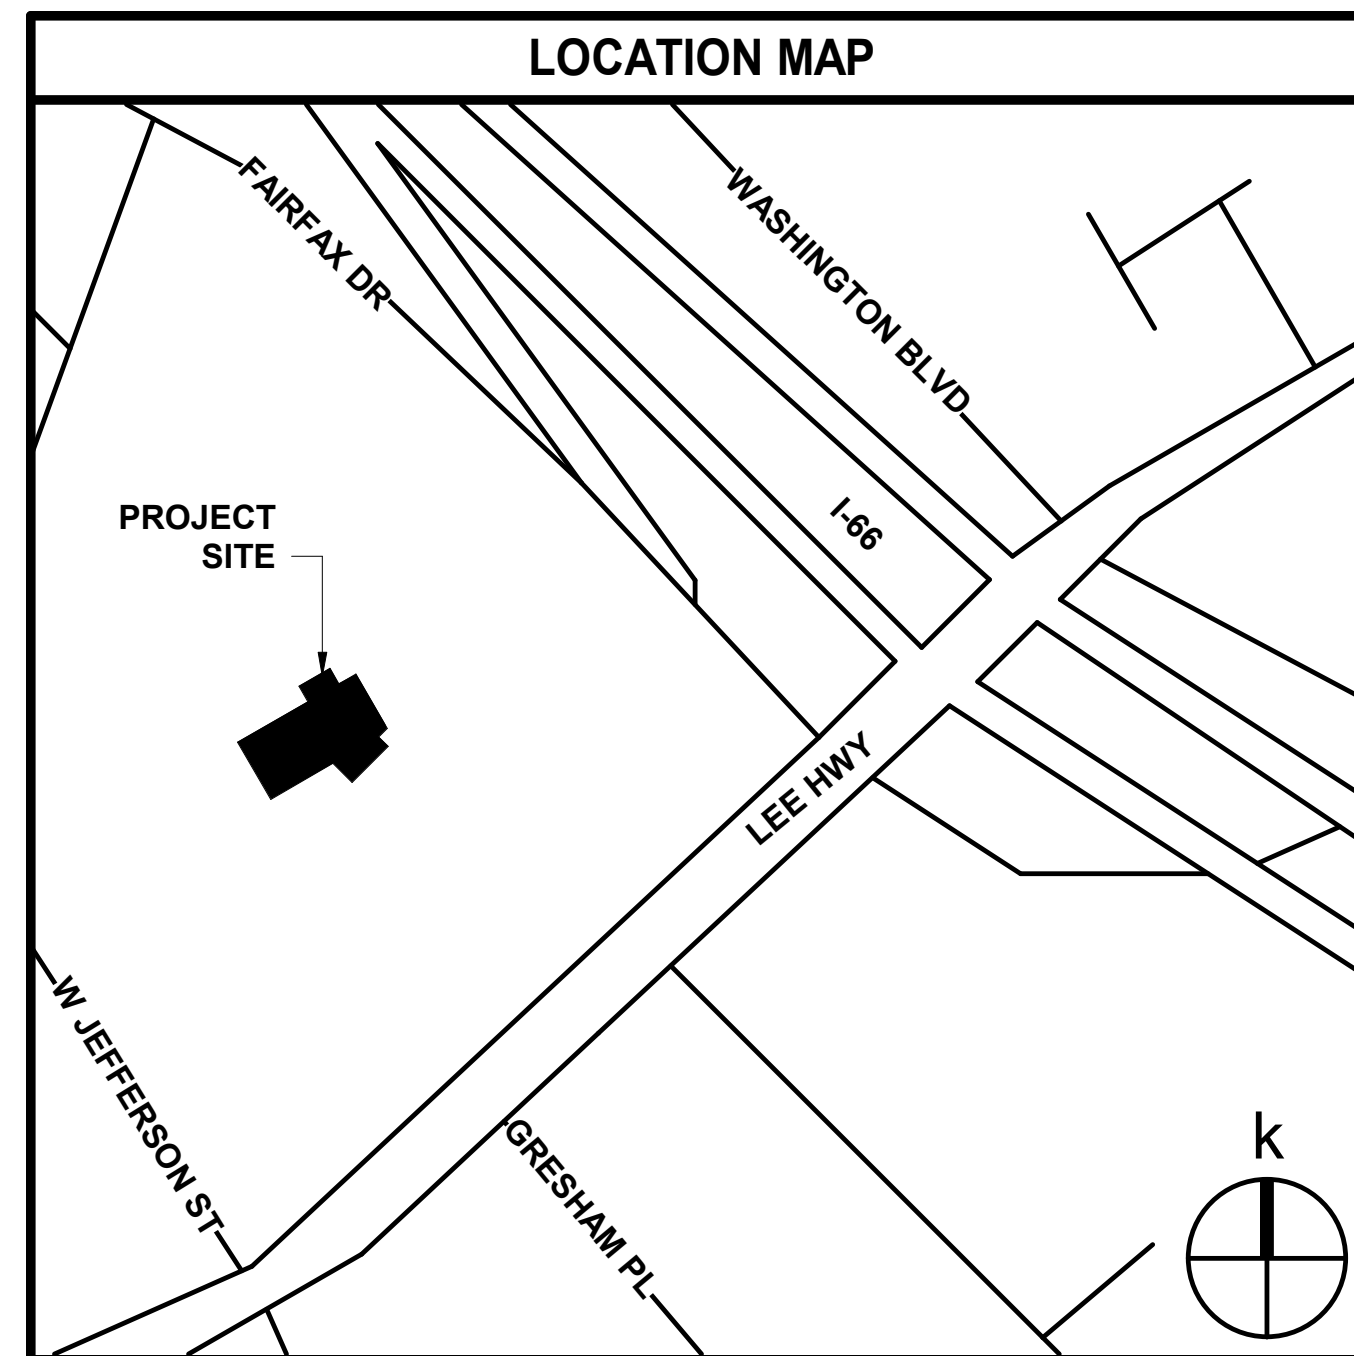 LOCATION MAP
FAIRFAX DR
WASHINGTON BLVD
I-66
PROJECT
SITE
LEE HWY
W JEFFERSON ST
GRESHAM PL
k